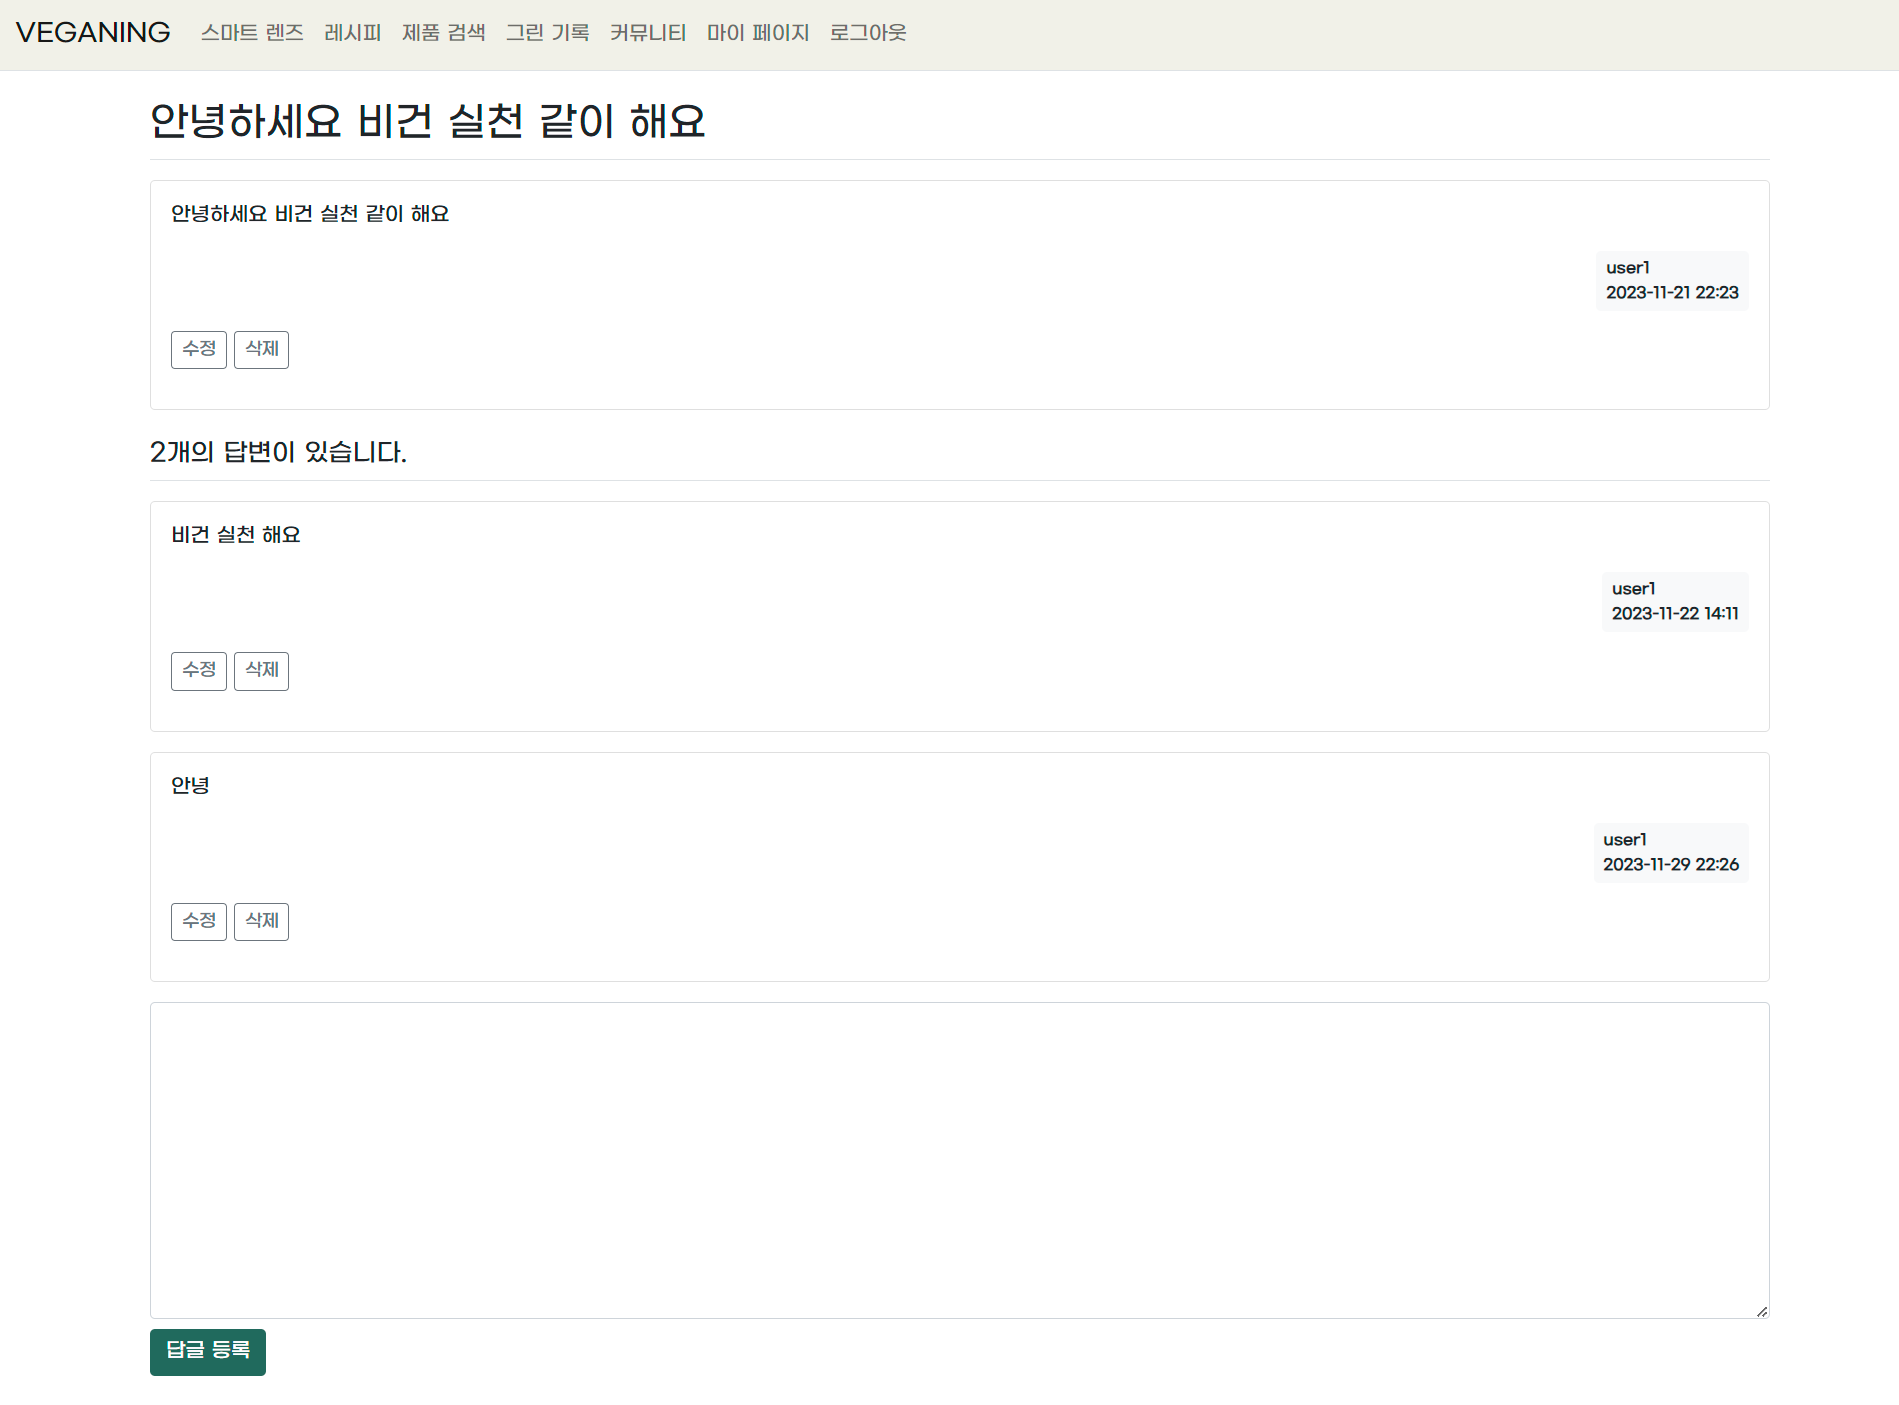 VEGANING 스마트 렌즈 레시피 제품 검색 그린 기록 커뮤니티 마이 페이지 로그아웃
안녕하세요 비건 실천 같이 해요
안녕하세요 비건 실천 같이 해요
user1
2023-11-21 22:23
수정 삭제
2개의 답변이 있습니다.
비건 실천 해요
user1
2023-11-22 14:11
수정 삭제
안녕
user1
2023-11-29 22:26
수정 삭제
답글 등록